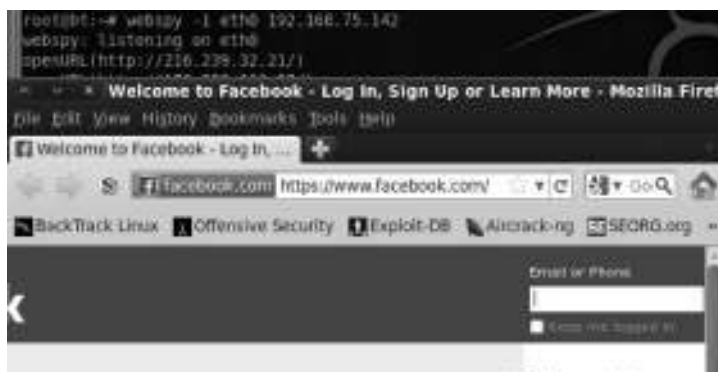 root@bt:~# webspy -i eth0 192.168.75.142
webspy: listening on eth0
openURL(http://216.239.32.21/)
Welcome to Facebook - Log In, Sign Up or Learn More - Mozilla Firef
File Edit View History Bookmarks Tools Help
Welcome to Facebook - Log In, ...
facebook.com https://www.facebook.com/ Go
BackTrack Linux Offensive Security Exploit-DB Aircrack-ng SEORG.org
Email or Phone
k
Keep me logged in